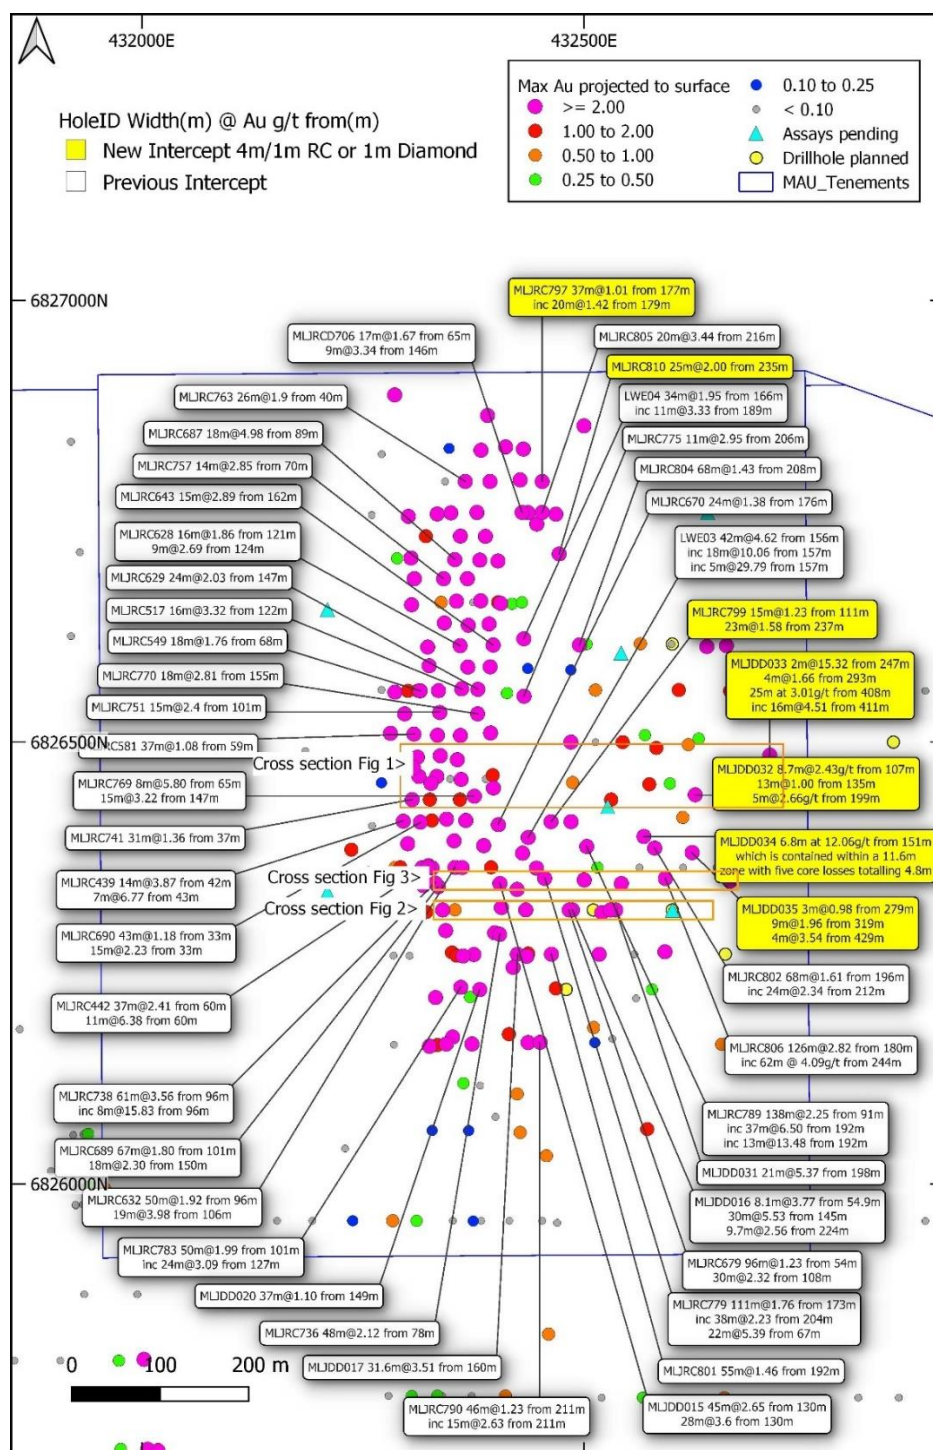 432000E
432500E
HoleID Width(m) @ Au g/t from(m)
New Intercept 4m/1m RC or 1m Diamond
Previous Intercept
Max Au projected to surface
>= 2.00
1.00 to 2.00
0.50 to 1.00
0.25 to 0.50
0.10 to 0.25
< 0.10
Assays pending
Drillhole planned
MAU_Tenements
6827000N
MLJRC797 37m@1.01 from 177m
inc 20m@1.42 from 179m
MLJRCD706 17m@1.67 from 65m
9m@3.34 from 146m
MLJRC805 20m@3.44 from 216m
MLJRC810 25m@2.00 from 235m
MLJRC763 26m@1.9 from 40m
LWE04 34m@1.95 from 166m
inc 11m@3.33 from 189m
MLJRC687 18m@4.98 from 89m
MLJRC775 11m@2.95 from 206m
MLJRC757 14m@2.85 from 70m
MLJRC804 68m@1.43 from 208m
MLJRC643 15m@2.89 from 162m
MLJRC670 24m@1.38 from 176m
MLJRC628 16m@1.86 from 121m
9m@2.69 from 124m
LWE03 42m@4.62 from 156m
inc 18m@10.06 from 157m
inc 5m@29.79 from 157m
MLJRC629 24m@2.03 from 147m
MLJRC517 16m@3.32 from 122m
MLJRC799 15m@1.23 from 111m
23m@1.58 from 237m
MLJRC549 18m@1.76 from 68m
MLJDD033 2m@15.32 from 247m
4m@1.66 from 293m
25m at 3.01g/t from 408m
inc 16m@4.51 from 411m
MLJRC770 18m@2.81 from 155m
MLJRC751 15m@2.4 from 101m
6826500N
RC581 37m@1.08 from 59m
Cross section Fig 1>
MLJRC769 8m@5.80 from 65m
15m@3.22 from 147m
MLJDD032 8.7m@2.43g/t from 107m
13m@1.00 from 135m
5m@2.66g/t from 199m
MLJRC741 31m@1.36 from 37m
MLJDD034 6.8m at 12.06g/t from 151m
which is contained within a 11.6m
zone with five core losses totalling 4.8m
MLJRC439 14m@3.87 from 42m
7m@6.77 from 43m
Cross section Fig 3>
Cross section Fig 2>
MLJDD035 3m@0.98 from 279m
9m@1.96 from 319m
4m@3.54 from 429m
MLJRC690 43m@1.18 from 33m
15m@2.23 from 33m
MLJRC802 68m@1.61 from 196m
inc 24m@2.34 from 212m
MLJRC442 37m@2.41 from 60m
11m@6.38 from 60m
MLJRC806 126m@2.82 from 180m
inc 62m @ 4.09g/t from 244m
MLJRC738 61m@3.56 from 96m
inc 8m@15.83 from 96m
MLJRC789 138m@2.25 from 91m
inc 37m@6.50 from 192m
inc 13m@13.48 from 192m
MLJRC689 67m@1.80 from 101m
18m@2.30 from 150m
MLJDD031 21m@5.37 from 198m
6826000N
MLJRC632 50m@1.92 from 96m
19m@3.98 from 106m
MLJDD016 8.1m@3.77 from 54.9m
30m@5.53 from 145m
9.7m@2.56 from 224m
MLJRC783 50m@1.99 from 101m
inc 24m@3.09 from 127m
MLJRC679 96m@1.23 from 54m
30m@2.32 from 108m
MLJDD020 37m@1.10 from 149m
MLJRC779 111m@1.76 from 173m
inc 38m@2.23 from 204m
22m@5.39 from 67m
MLJRC736 48m@2.12 from 78m
MLJDD017 31.6m@3.51 from 160m
MLJRC801 55m@1.46 from 192m
0 100 200 m
MLJRC790 46m@1.23 from 211m
inc 15m@2.63 from 211m
MLJDD015 45m@2.65 from 130m
28m@3.6 from 130m